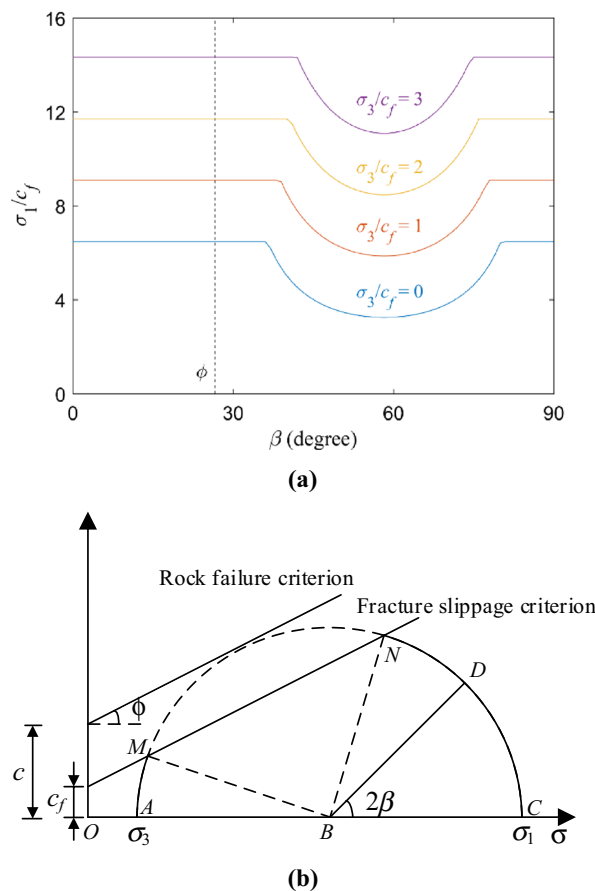 16
12
8
4
0
σ1/cf
σ3/cf = 3
σ3/cf = 2
σ3/cf = 1
σ3/cf = 0
ϕ
0 30 60 90
β (degree)
(a)
Rock failure criterion
Fracture slippage criterion
ϕ
N
D
M
c
cf
2β
O A B C σ
σ3 σ1
(b)